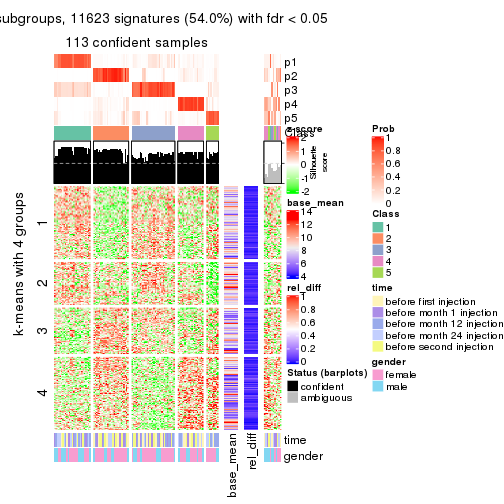 subgroups, 11623 signatures (54.0%) with fdr < 0.05
113 confident samples
p1
p2
p3
p4
p5
Class
z-score
2
1
0
-1
-2
Silhouette
score
k-means with 4 groups
1
2
3
4
base_mean
14
12
10
8
6
4
rel_diff
1
0.8
0.6
0.4
0.2
0
Status (barplots)
confident
ambiguous
time
gender
base_mean
rel_diff
Prob
1
0.8
0.6
0.4
0.2
0
Class
1
2
3
4
5
time
before first injection
before month 1 injection
before month 12 injection
before month 24 injection
before second injection
gender
female
male